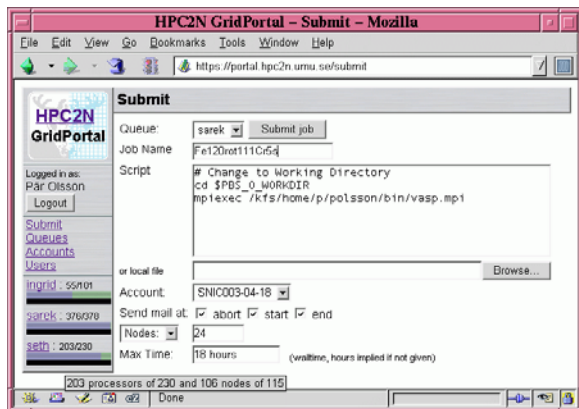 HPC2N GridPortal – Submit – Mozilla
File Edit View Go Bookmarks Tools Window Help
https://portal.hpc2n.umu.se/submit
HPC2N
GridPortal
Logged in as:
Pär Olsson
Logout
Submit
Queues
Accounts
Users
ingrid : 55/101
sarek : 376/378
seth : 203/230
Submit
Queue: sarek Submit job
Job Name Fe120rot111Cr5s
Script # Change to Working Directory
cd $PBS_O_WORKDIR
mpiexec /kfs/home/p/polsson/bin/vasp.mpi
or local file Browse...
Account: SNIC003-04-18
Send mail at: abort start end
Nodes: 24
Max Time: 18 hours (walltime, hours implied if not given)
203 processors of 230 and 106 nodes of 115
Done